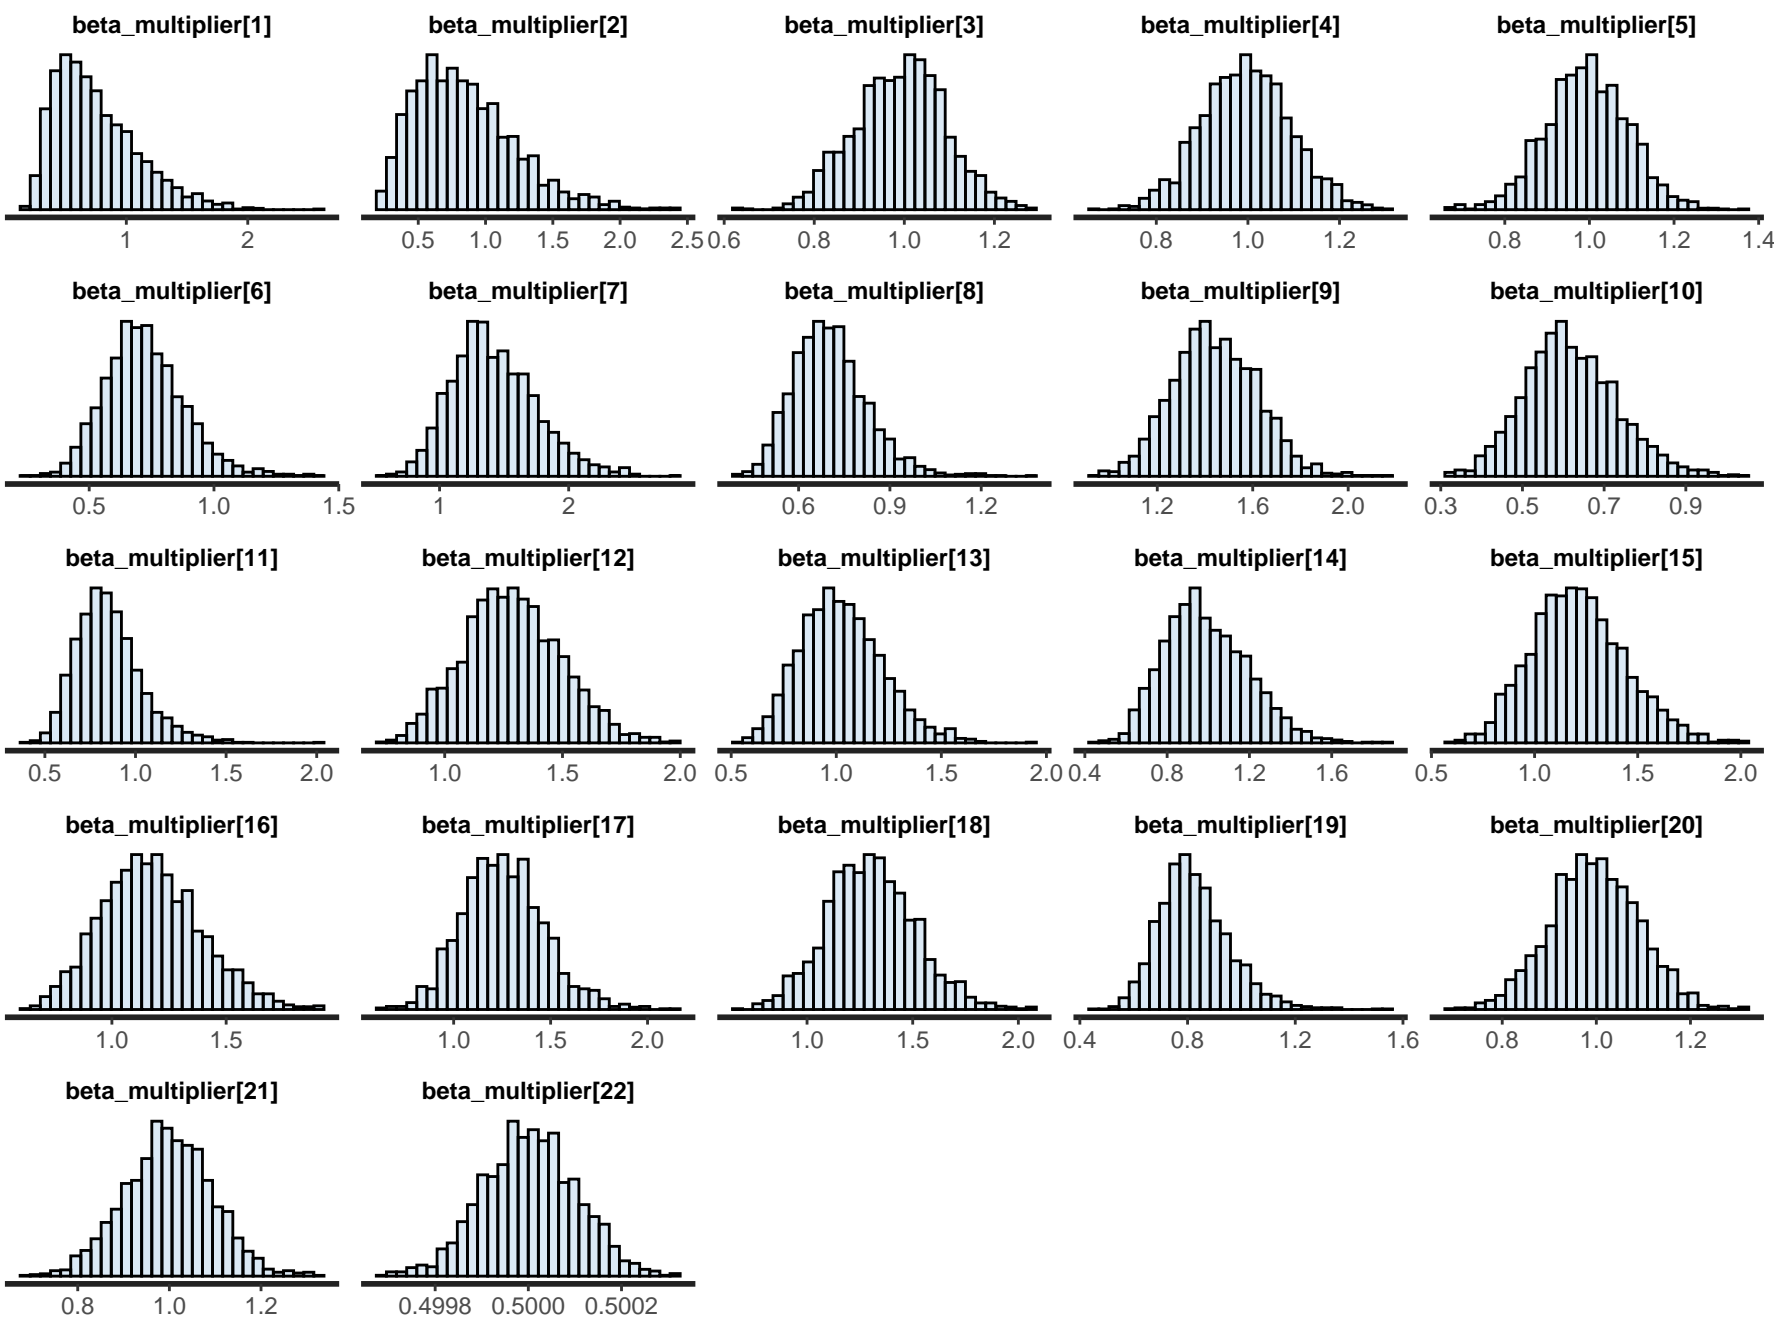 beta_multiplier[1] beta_multiplier[2] beta_multiplier[3] beta_multiplier[4] beta_multiplier[5]
1 2 0.5 1.0 1.5 2.0 2.5 0.6 0.8 1.0 1.2 0.8 1.0 1.2 0.8 1.0 1.2 1.4
beta_multiplier[6] beta_multiplier[7] beta_multiplier[8] beta_multiplier[9] beta_multiplier[10]
0.5 1.0 1.5 1 2 0.6 0.9 1.2 1.2 1.6 2.0 0.3 0.5 0.7 0.9
beta_multiplier[11] beta_multiplier[12] beta_multiplier[13] beta_multiplier[14] beta_multiplier[15]
0.5 1.0 1.5 2.0 1.0 1.5 2.0 0.5 1.0 1.5 2.0 0.4 0.8 1.2 1.6 0.5 1.0 1.5 2.0
beta_multiplier[16] beta_multiplier[17] beta_multiplier[18] beta_multiplier[19] beta_multiplier[20]
1.0 1.5 1.0 1.5 2.0 1.0 1.5 2.0 0.4 0.8 1.2 1.6 0.8 1.0 1.2
beta_multiplier[21] beta_multiplier[22]
0.8 1.0 1.2 0.4998 0.5000 0.5002